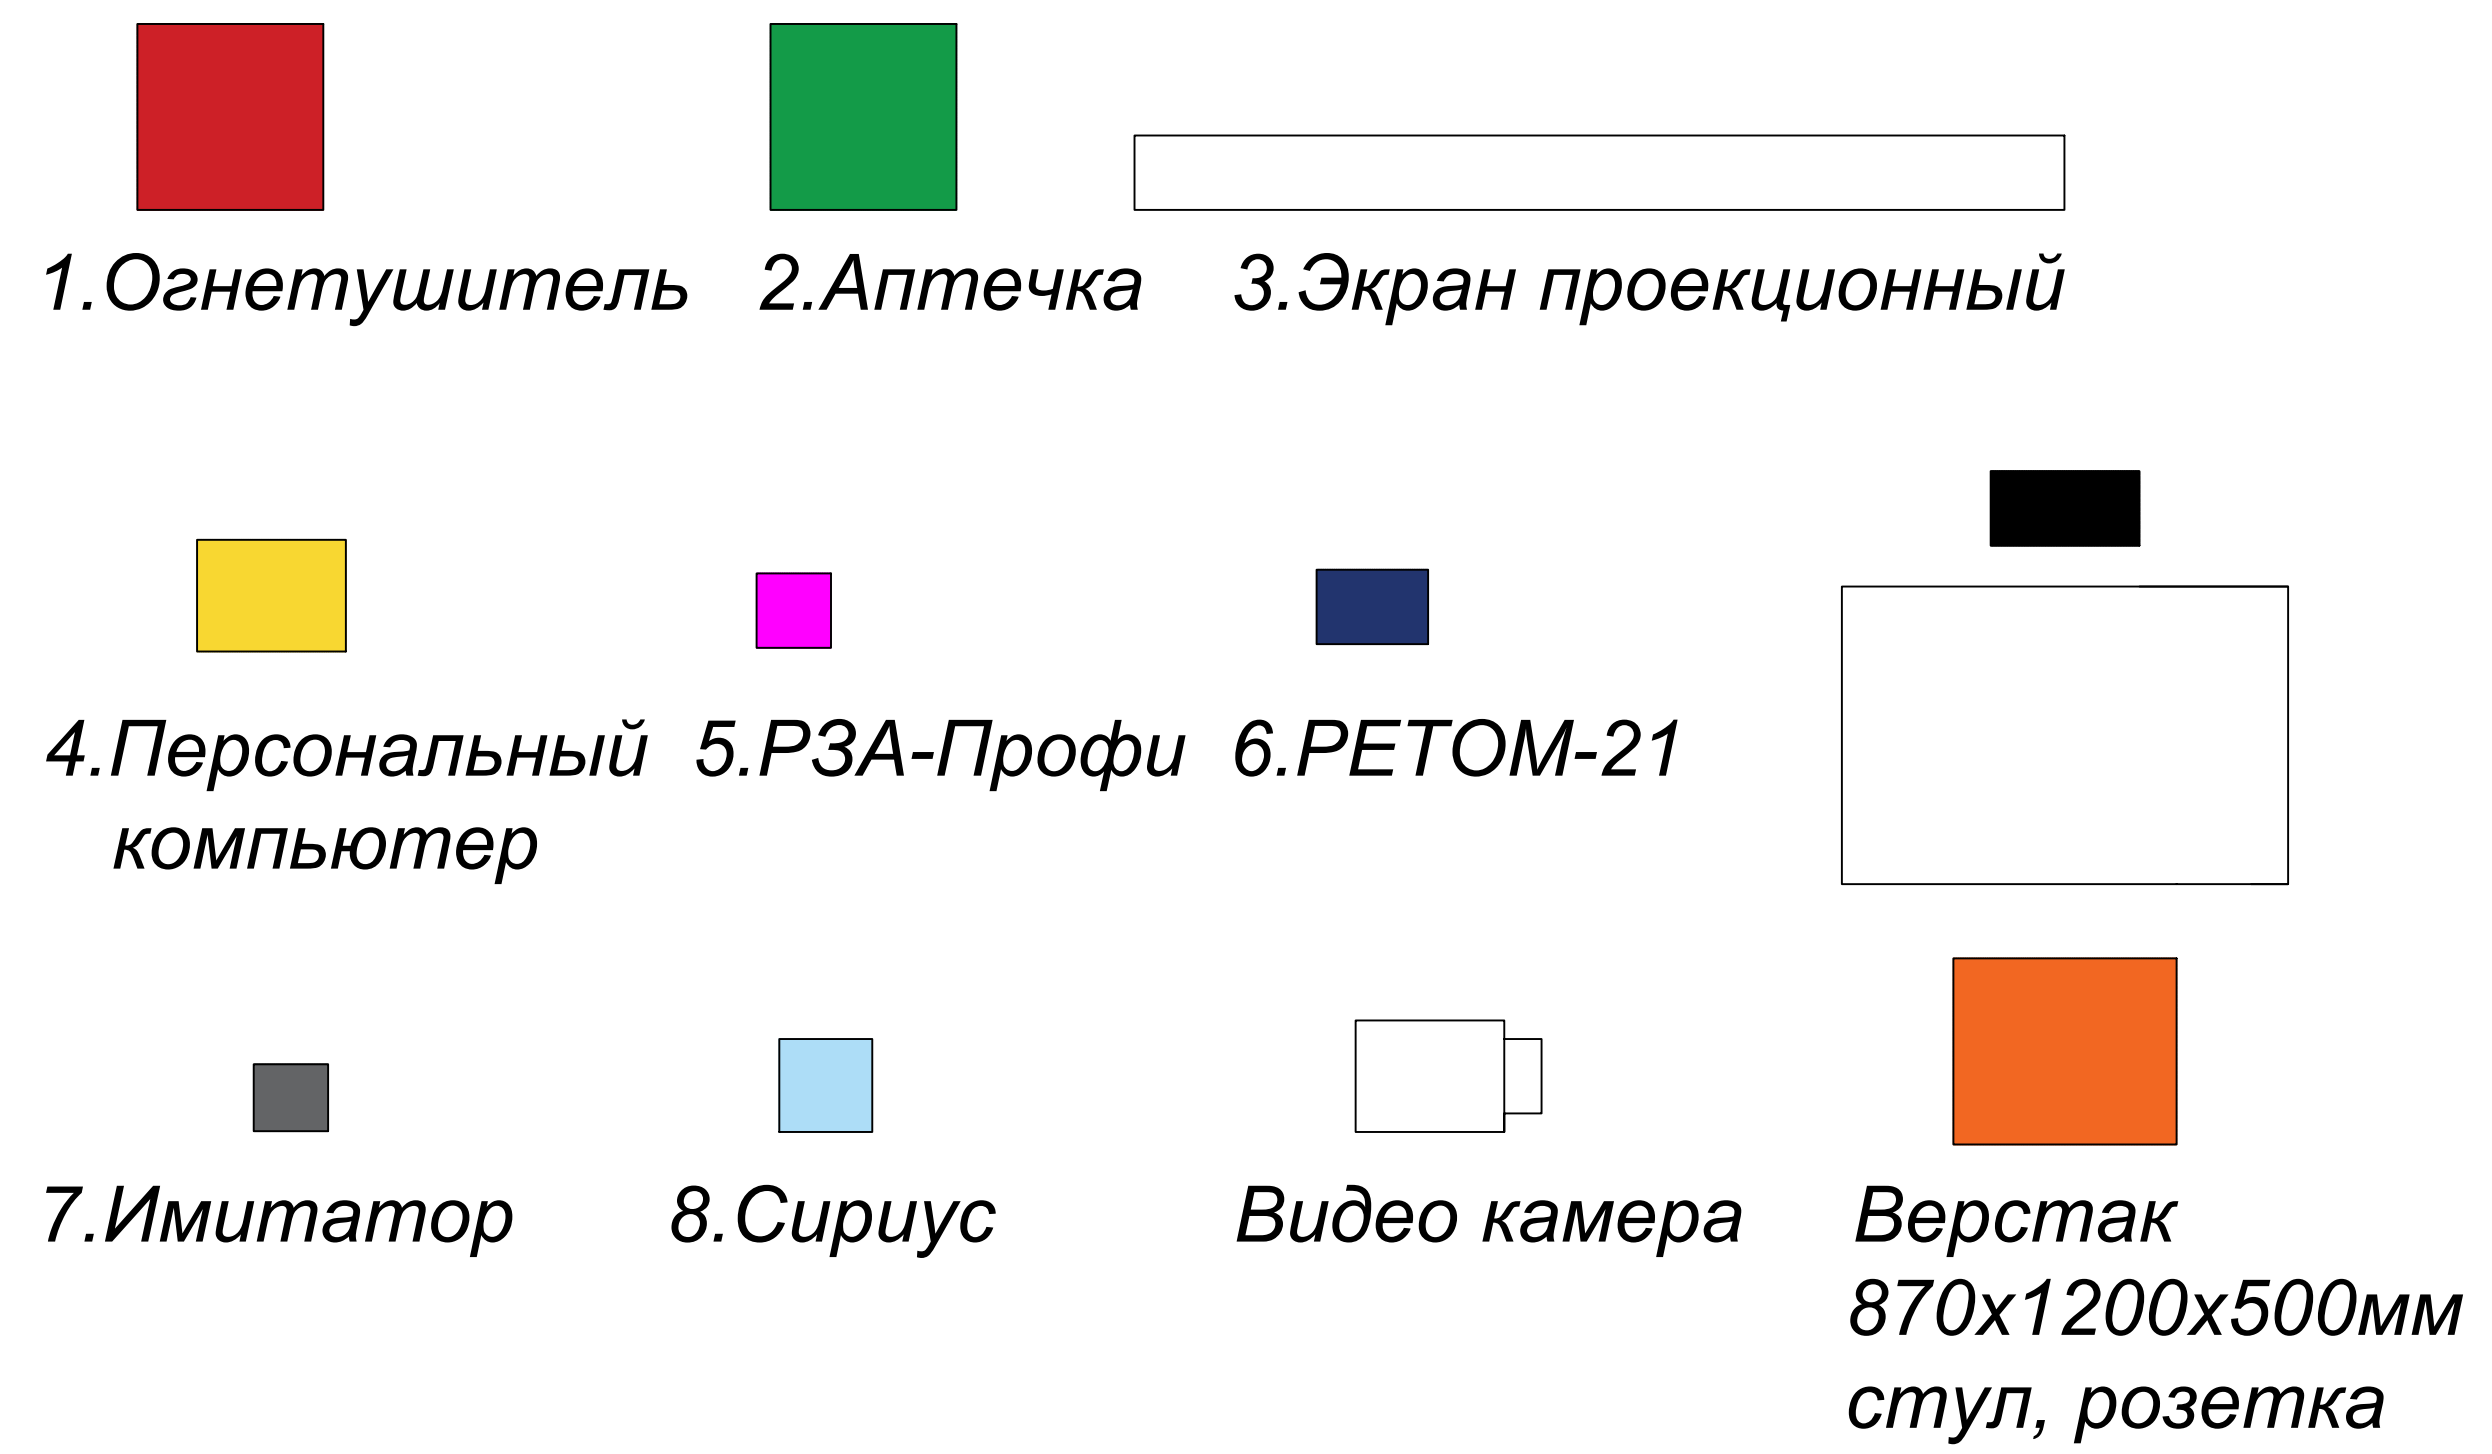 1.Огнетушитель
2.Аптечка
3.Экран проекционный
4.Персональный
компьютер
5.РЗА-Профи
6.РЕТОМ-21
7.Имитатор
8.Сириус
Видео камера
Верстак
870х1200х500мм
стул, розетка